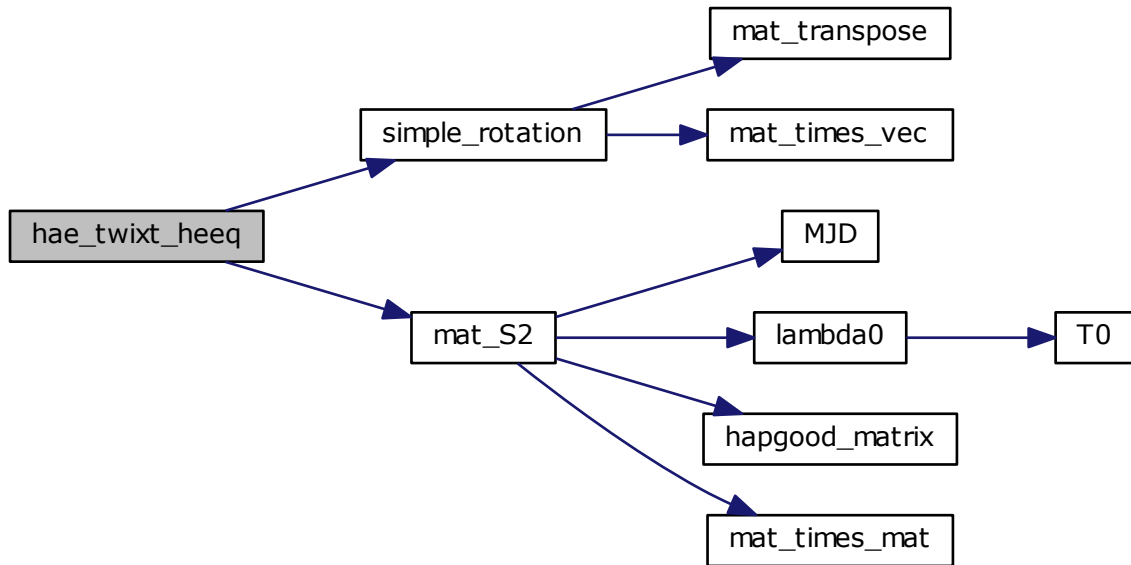 mat_transpose
simple_rotation
mat_times_vec
hae_twixt_heeq
MJD
mat_S2
lambda0
T0
hapgood_matrix
mat_times_mat